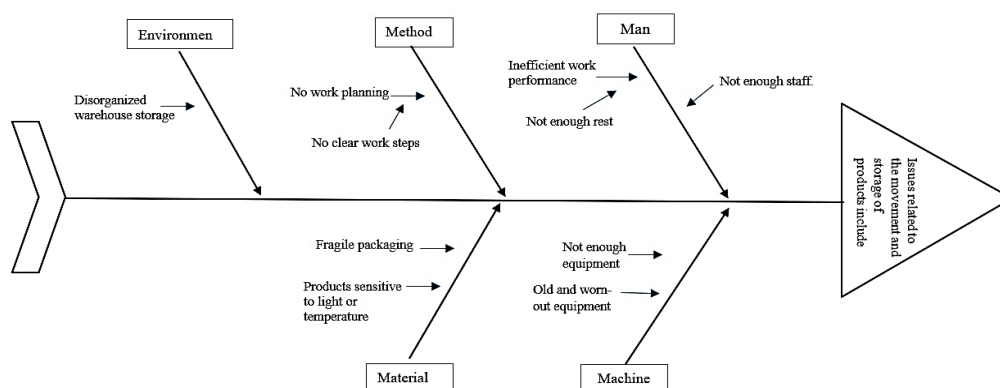 Environmen
Method
Man
Inefficient work
performance
Not enough staff.
Disorganized
warehouse storage
No work planning
Not enough rest
No clear work steps
Issues related to
the movement and
storage of
products include
Fragile packaging
Not enough
equipment
Products sensitive
to light or
temperature
Old and worn-
out equipment
Material
Machine